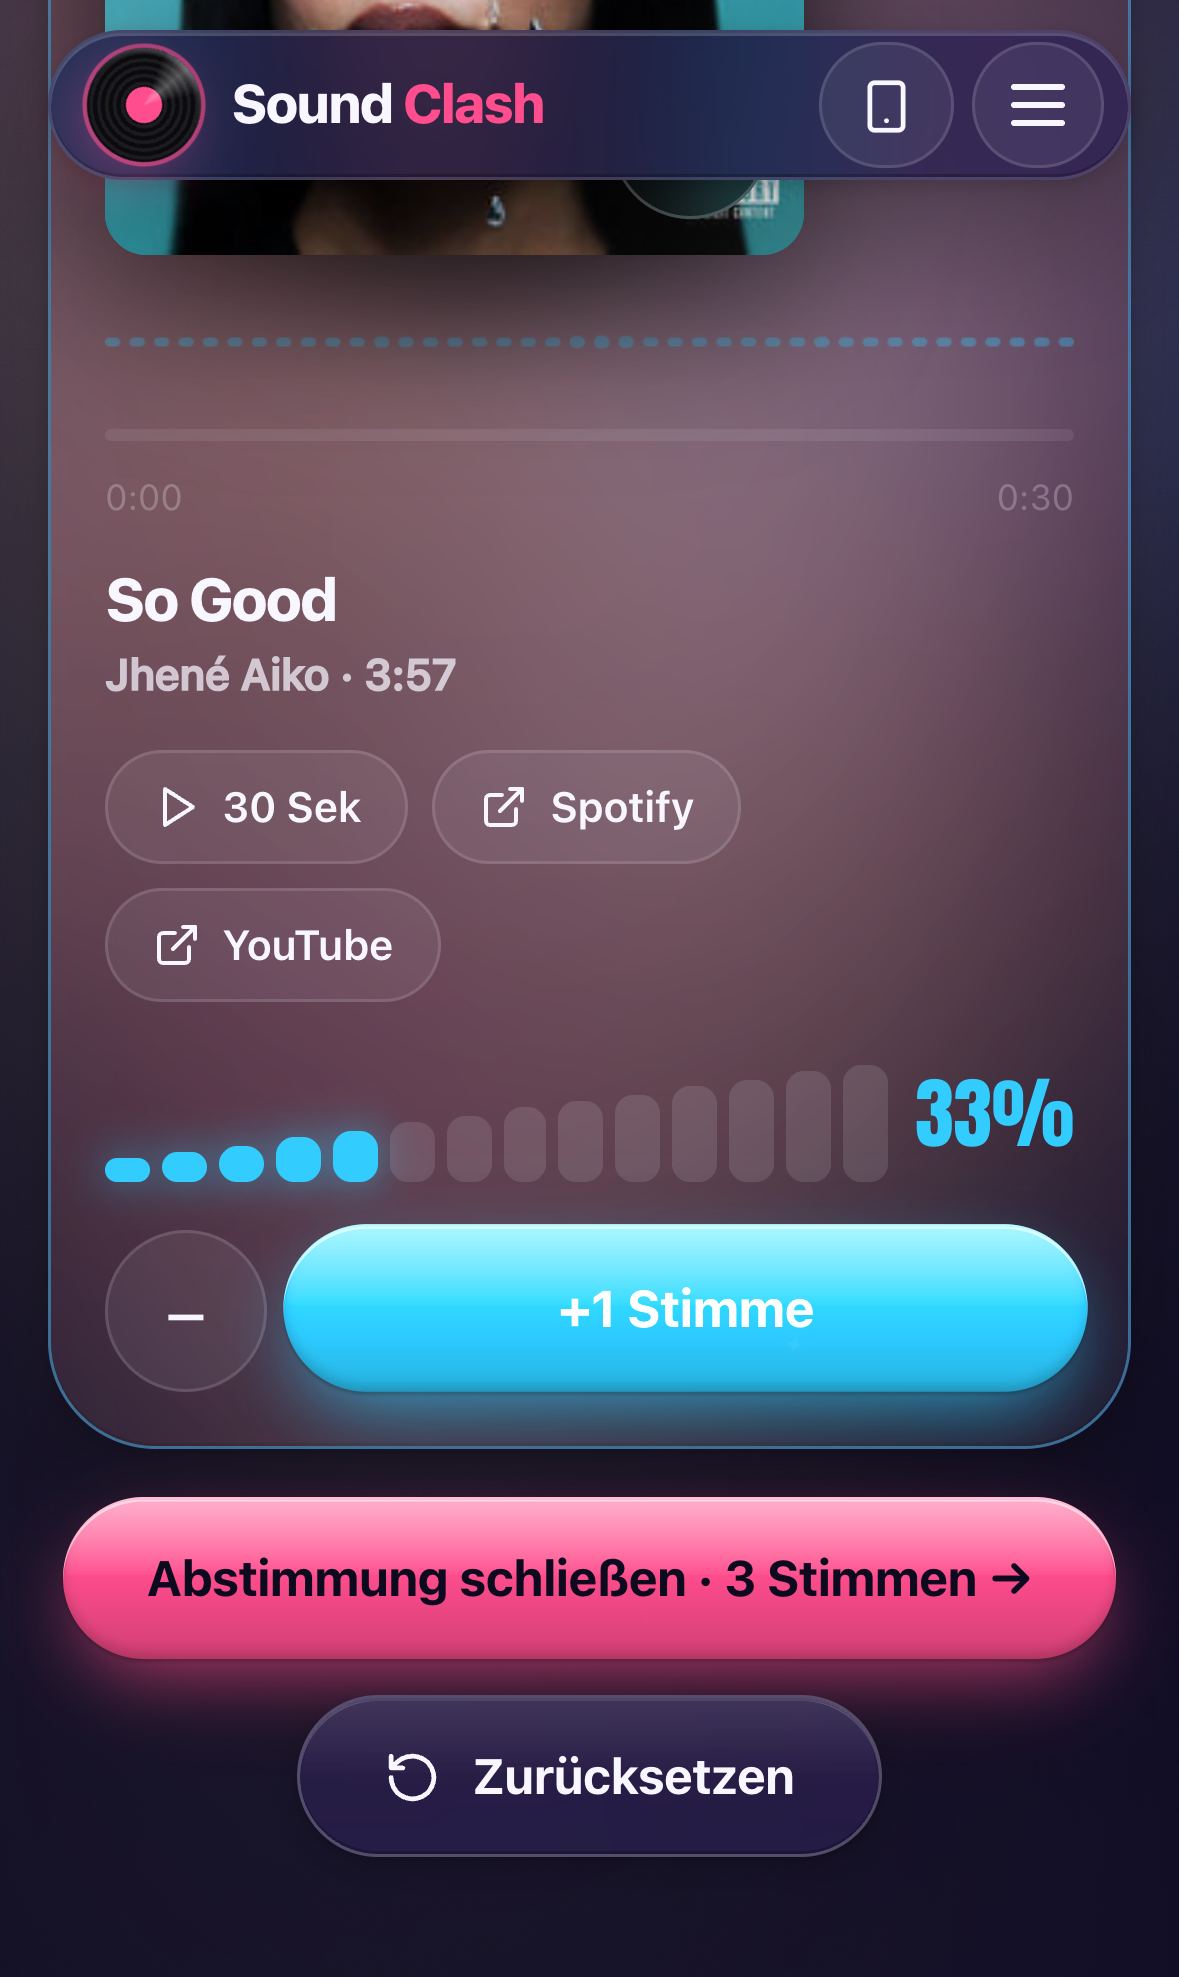 Sound Clash
0:00
0:30
So Good
Jhené Aiko · 3:57
30 Sek
Spotify
YouTube
33%
– +1 Stimme
Abstimmung schließen · 3 Stimmen →
Zurücksetzen